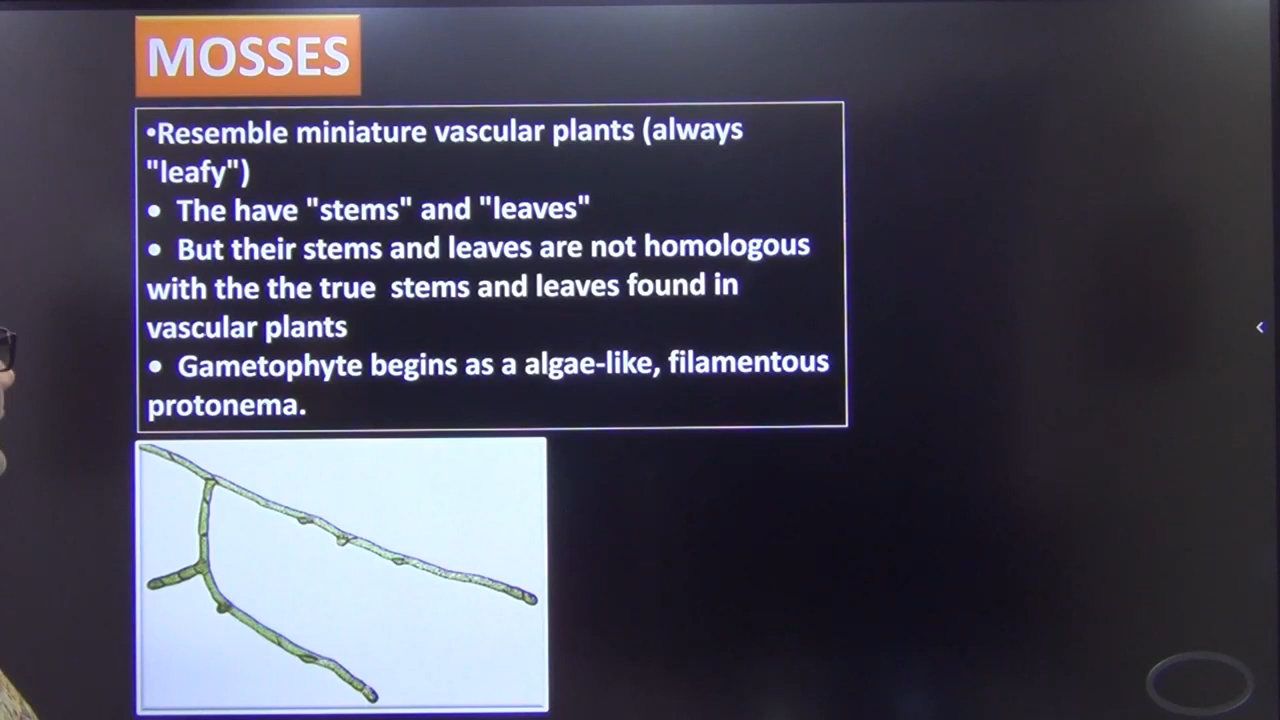 MOSSES
•Resemble miniature vascular plants (always
"leafy")
• The have "stems" and "leaves"
• But their stems and leaves are not homologous
with the the true stems and leaves found in
vascular plants
• Gametophyte begins as a algae-like, filamentous
protonema.